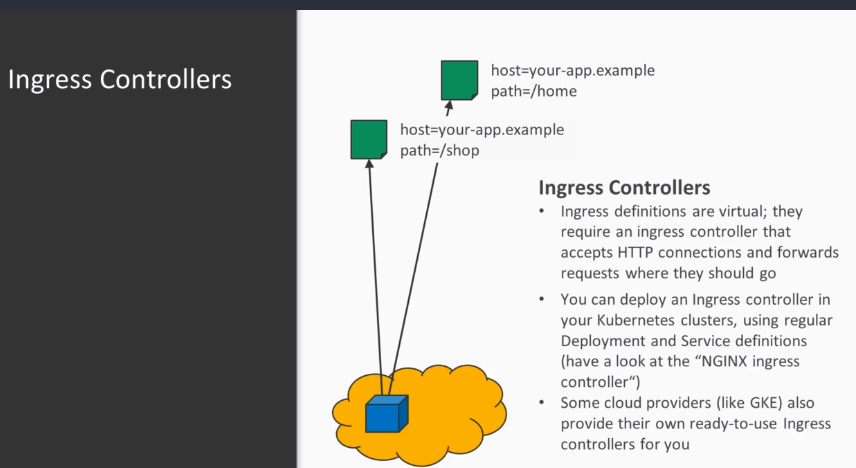 Ingress Controllers
host=your-app.example
path=/home
host=your-app.example
path=/shop
Ingress Controllers
• Ingress definitions are virtual; they
require an ingress controller that
accepts HTTP connections and forwards
requests where they should go
• You can deploy an Ingress controller in
your Kubernetes clusters, using regular
Deployment and Service definitions
(have a look at the “NGINX ingress
controller“)
• Some cloud providers (like GKE) also
provide their own ready-to-use Ingress
controllers for you